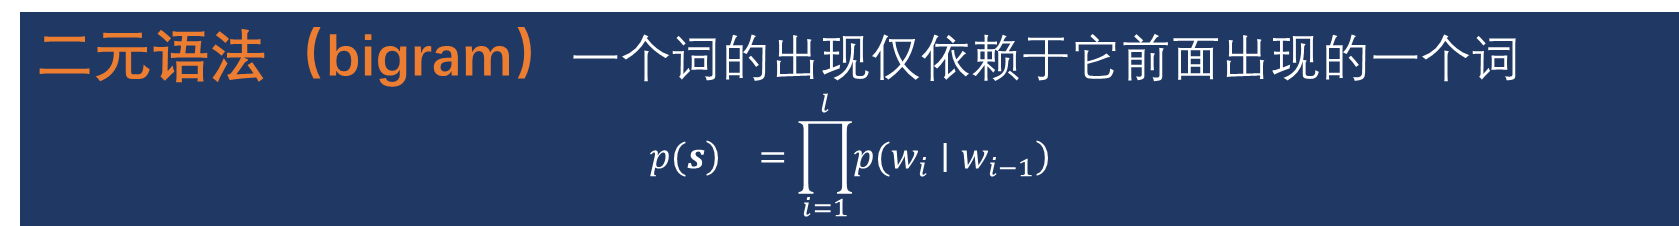 二元语法（bigram）一个词的出现仅依赖于它前面出现的一个词
p(s) = ∏_{i=1}^{l} p(w_i | w_{i−1})